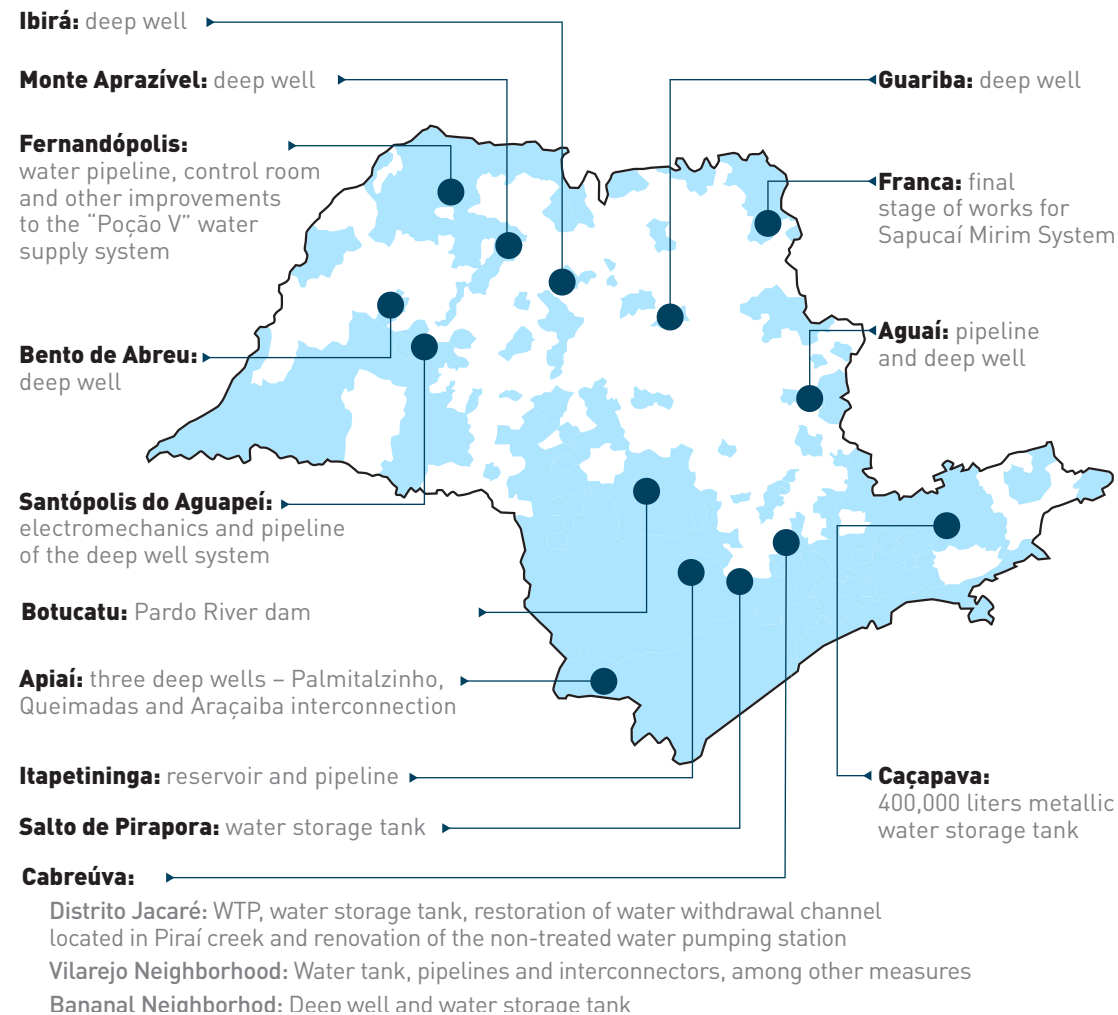 Ibirá: deep well
Monte Aprazível: deep well
Fernandópolis:
water pipeline, control room
and other improvements
to the “Poção V” water
supply system
Bento de Abreu:
deep well
Santópolis do Aguapeí:
electromechanics and pipeline
of the deep well system
Botucatu: Pardo River dam
Apiaí: three deep wells – Palmitalzinho,
Queimadas and Araçaiba interconnection
Itapetininga: reservoir and pipeline
Salto de Pirapora: water storage tank
Cabreúva:
Distrito Jacaré: WTP, water storage tank, restoration of water withdrawal channel
located in Piraí creek and renovation of the non-treated water pumping station
Vilarejo Neighborhood: Water tank, pipelines and interconnectors, among other measures
Bananal Neighborhod: Deep well and water storage tank
Guariba: deep well
Franca: final
stage of works for
Sapucaí Mirim System
Aguaí: pipeline
and deep well
Caçapava:
400,000 liters metallic
water storage tank